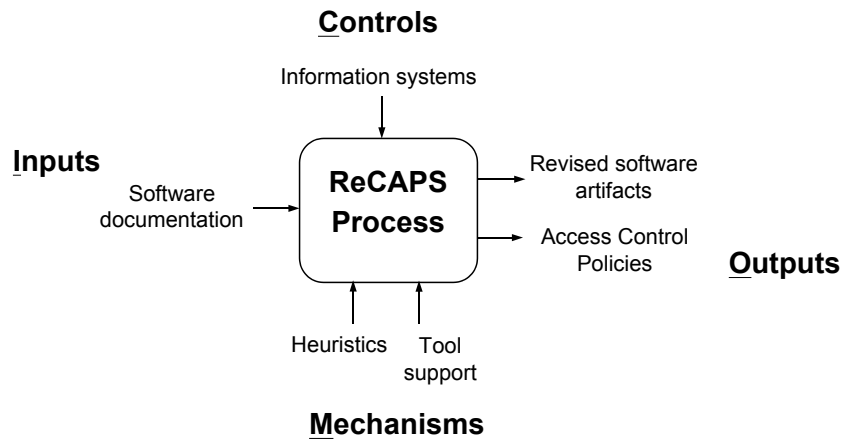 Controls
Information systems
Inputs
Software
documentation
ReCAPS
Process
Revised software
artifacts
Access Control
Policies
Outputs
Heuristics
Tool
support
Mechanisms